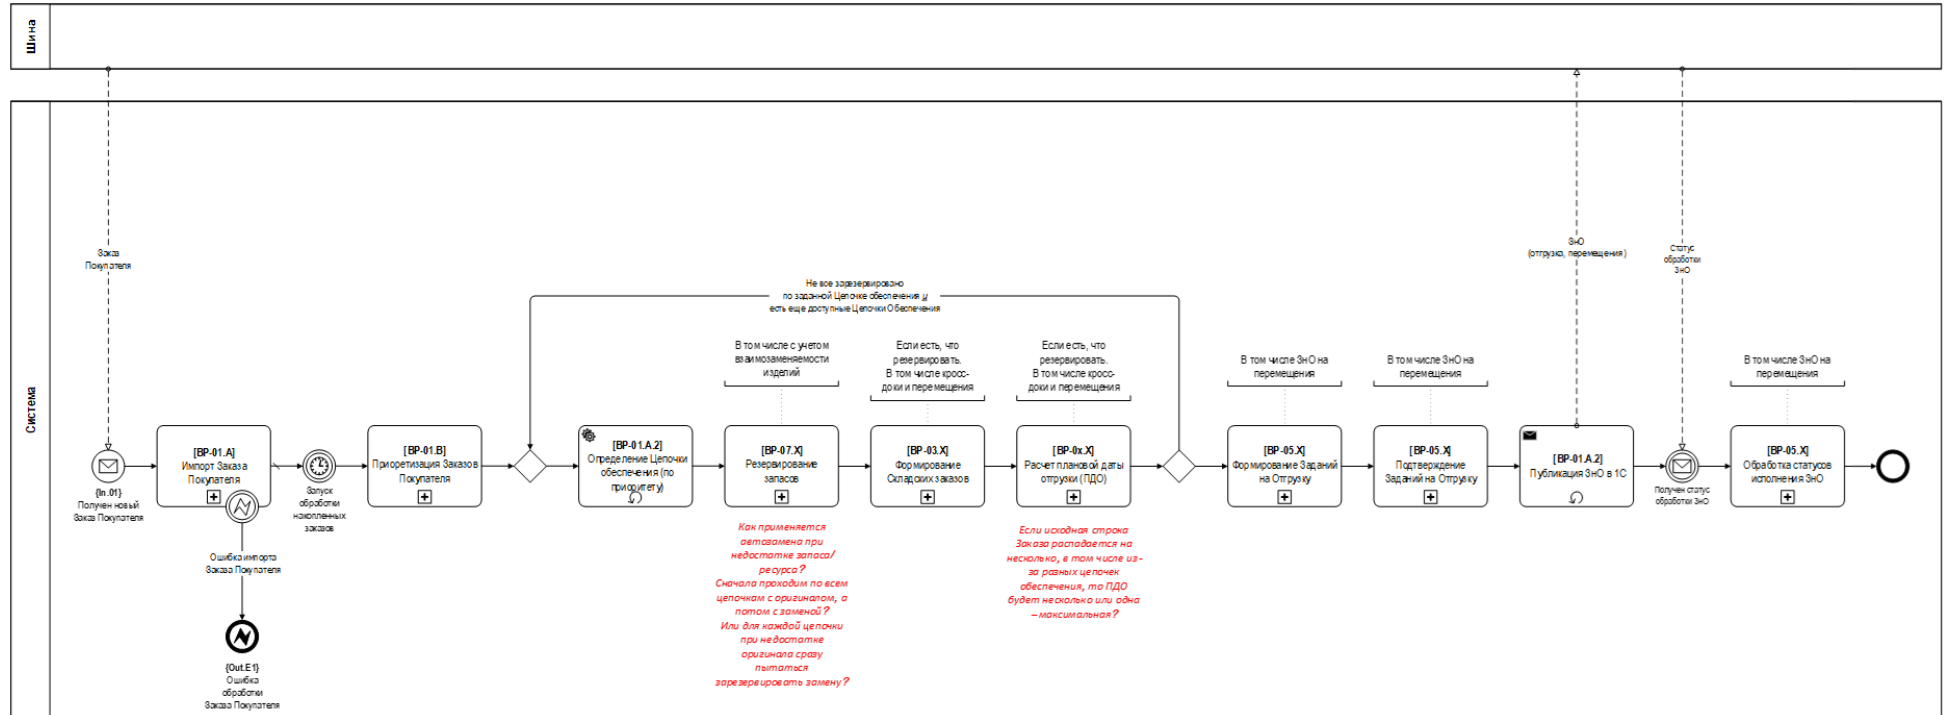 Шина
Система
Заказ
Покупателя
ЗнО
(отгрузка, перемещения)
Статус
обработки
ЗнО
Не все зарезервировано
по заданной Цепочке обеспечения и
есть еще доступные Цепочки Обеспечения
В том числе с учетом
взаимозаменяемости
изделий
Если есть, что
резервировать.
В том числе кросс-
доки и перемещения
Если есть, что
резервировать.
В том числе кросс-
доки и перемещения
В том числе ЗнО на
перемещения
В том числе ЗнО на
перемещения
В том числе ЗнО на
перемещения
{In.01}
Получен новый
Заказ Покупателя
[BP-01.A]
Импорт Заказа
Покупателя
Запуск
обработки
накопленных
заказов
[BP-01.B]
Приоретизация Заказов
Покупателя
[BP-01.A.2]
Определение Цепочки
обеспечения (по
приоритету)
[BP-07.X]
Резервирование
запасов
[BP-03.X]
Формирование
Складских заказов
[BP-0x.X]
Расчет плановой даты
отгрузки (ПДО)
[BP-05.X]
Формирование Заданий
на Отгрузку
[BP-05.X]
Подтверждение
Заданий на Отгрузку
[BP-01.A.2]
Публикация ЗнО в 1С
Получен статус
обработки ЗнО
[BP-05.X]
Обработка статусов
исполнения ЗнО
Ошибка импорта
Заказа Покупателя
{Out.E1}
Ошибка
обработки
Заказа Покупателя
Как применяется
автозамена при
недостатке запаса/
ресурса?
Сначала проходим по всем
цепочкам с оригиналом, а
потом с заменой?
Или для каждой цепочки
при недостатке
оригинала сразу
пытаться
зарезервировать замену?
Если исходная строка
Заказа распадается на
несколько, в том числе из-
за разных цепочек
обеспечения, то ПДО
будет несколько или одна
– максимальная?